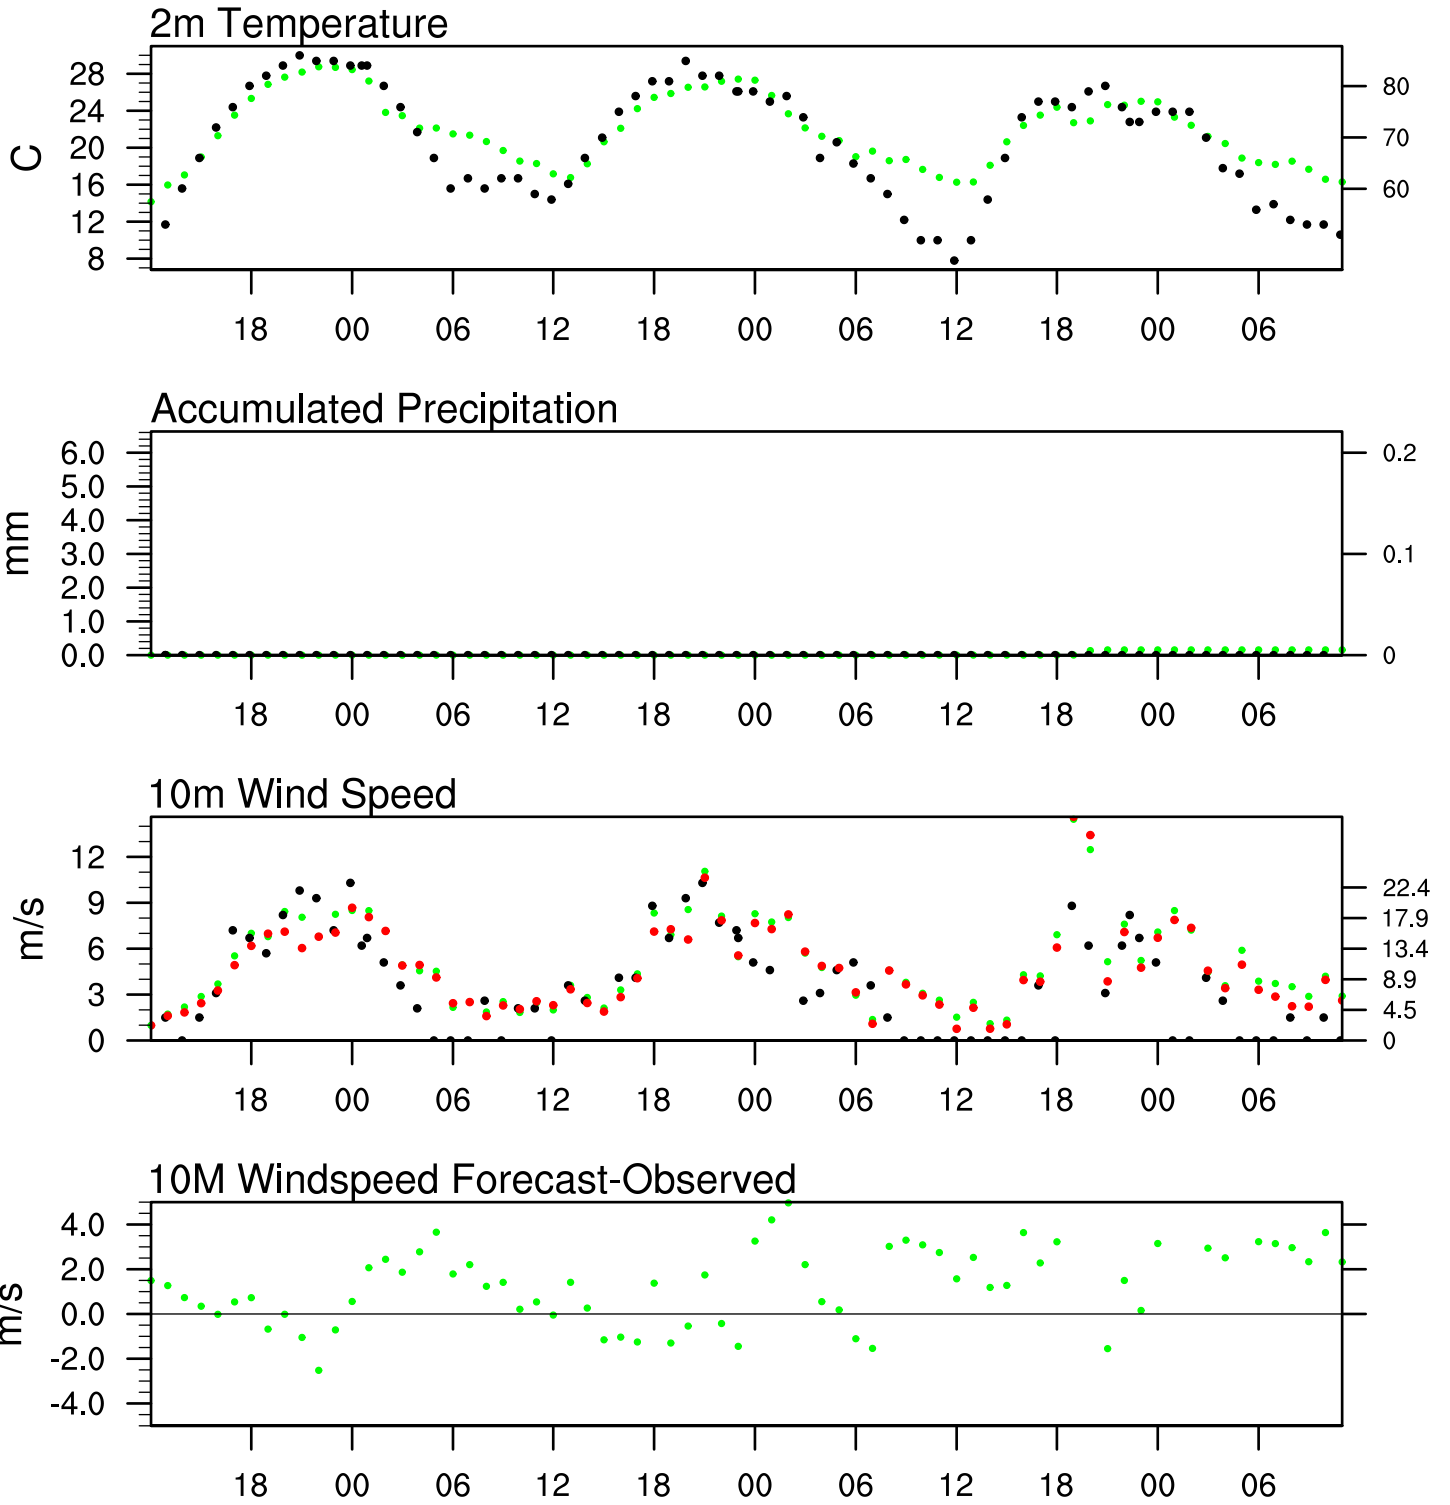 2m Temperature
C
28
24
20
16
12
8
80
70
60
18 00 06 12 18 00 06 12 18 00 06
Accumulated Precipitation
mm
6.0
5.0
4.0
3.0
2.0
1.0
0.0
0.2
0.1
0
18 00 06 12 18 00 06 12 18 00 06
10m Wind Speed
m/s
12
9
6
3
0
22.4
17.9
13.4
8.9
4.5
0
18 00 06 12 18 00 06 12 18 00 06
10M Windspeed Forecast-Observed
m/s
4.0
2.0
0.0
-2.0
-4.0
18 00 06 12 18 00 06 12 18 00 06